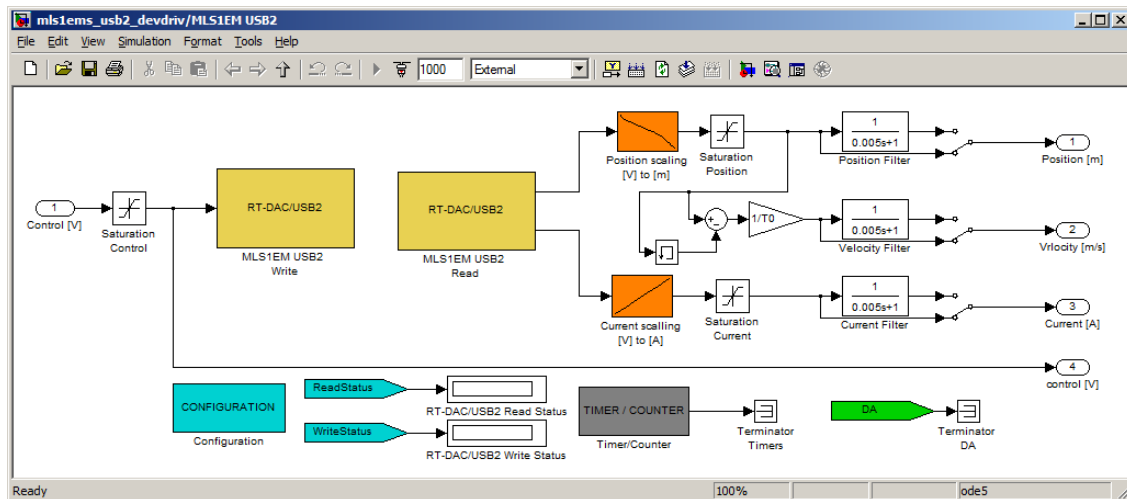 mls1ems_usb2_devdriv/MLS1EM USB2
File Edit View Simulation Format Tools Help
1000
External
1
Control [V]
Saturation
Control
RT-DAC/USB2
MLS1EM USB2
Write
RT-DAC/USB2
MLS1EM USB2
Read
Position scaling
[V] to [m]
Saturation
Position
1
0.005s+1
Position Filter
1
Position [m]
1/T0
1
0.005s+1
Velocity Filter
2
Vrlocity [m/s]
Current scalling
[V] to [A]
Saturation
Current
1
0.005s+1
Current Filter
3
Current [A]
4
control [V]
CONFIGURATION
Configuration
ReadStatus
RT-DAC/USB2 Read Status
WriteStatus
RT-DAC/USB2 Write Status
TIMER / COUNTER
Timer/Counter
Terminator
Timers
DA
Terminator
DA
Ready
100%
ode5